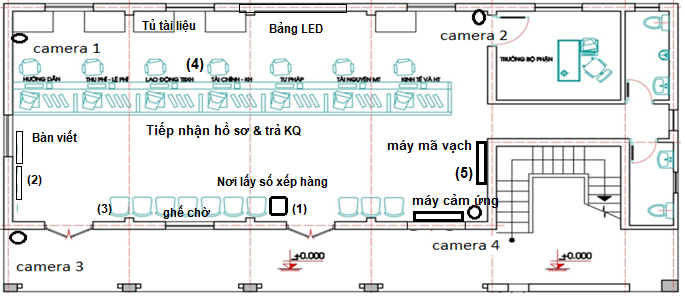 Tủ tài liệu
Bảng LED
camera 1
camera 2
(4)
HƯỚNG DẪN
THU PHÍ - LỆ PHÍ
LAO ĐỘNG TBXH
TÀI CHÍNH - KH
TƯ PHÁP
TÀI NGUYÊN MT
KINH TẾ VÀ HT
TRƯỞNG BỘ PHẬN
Tiếp nhận hồ sơ & trả KQ
Bàn viết
máy mã vạch
(2)
Nơi lấy số xếp hàng
(5)
(3)
ghế chờ
(1)
máy cảm ứng
camera 3
camera 4
±0.000
±0.000